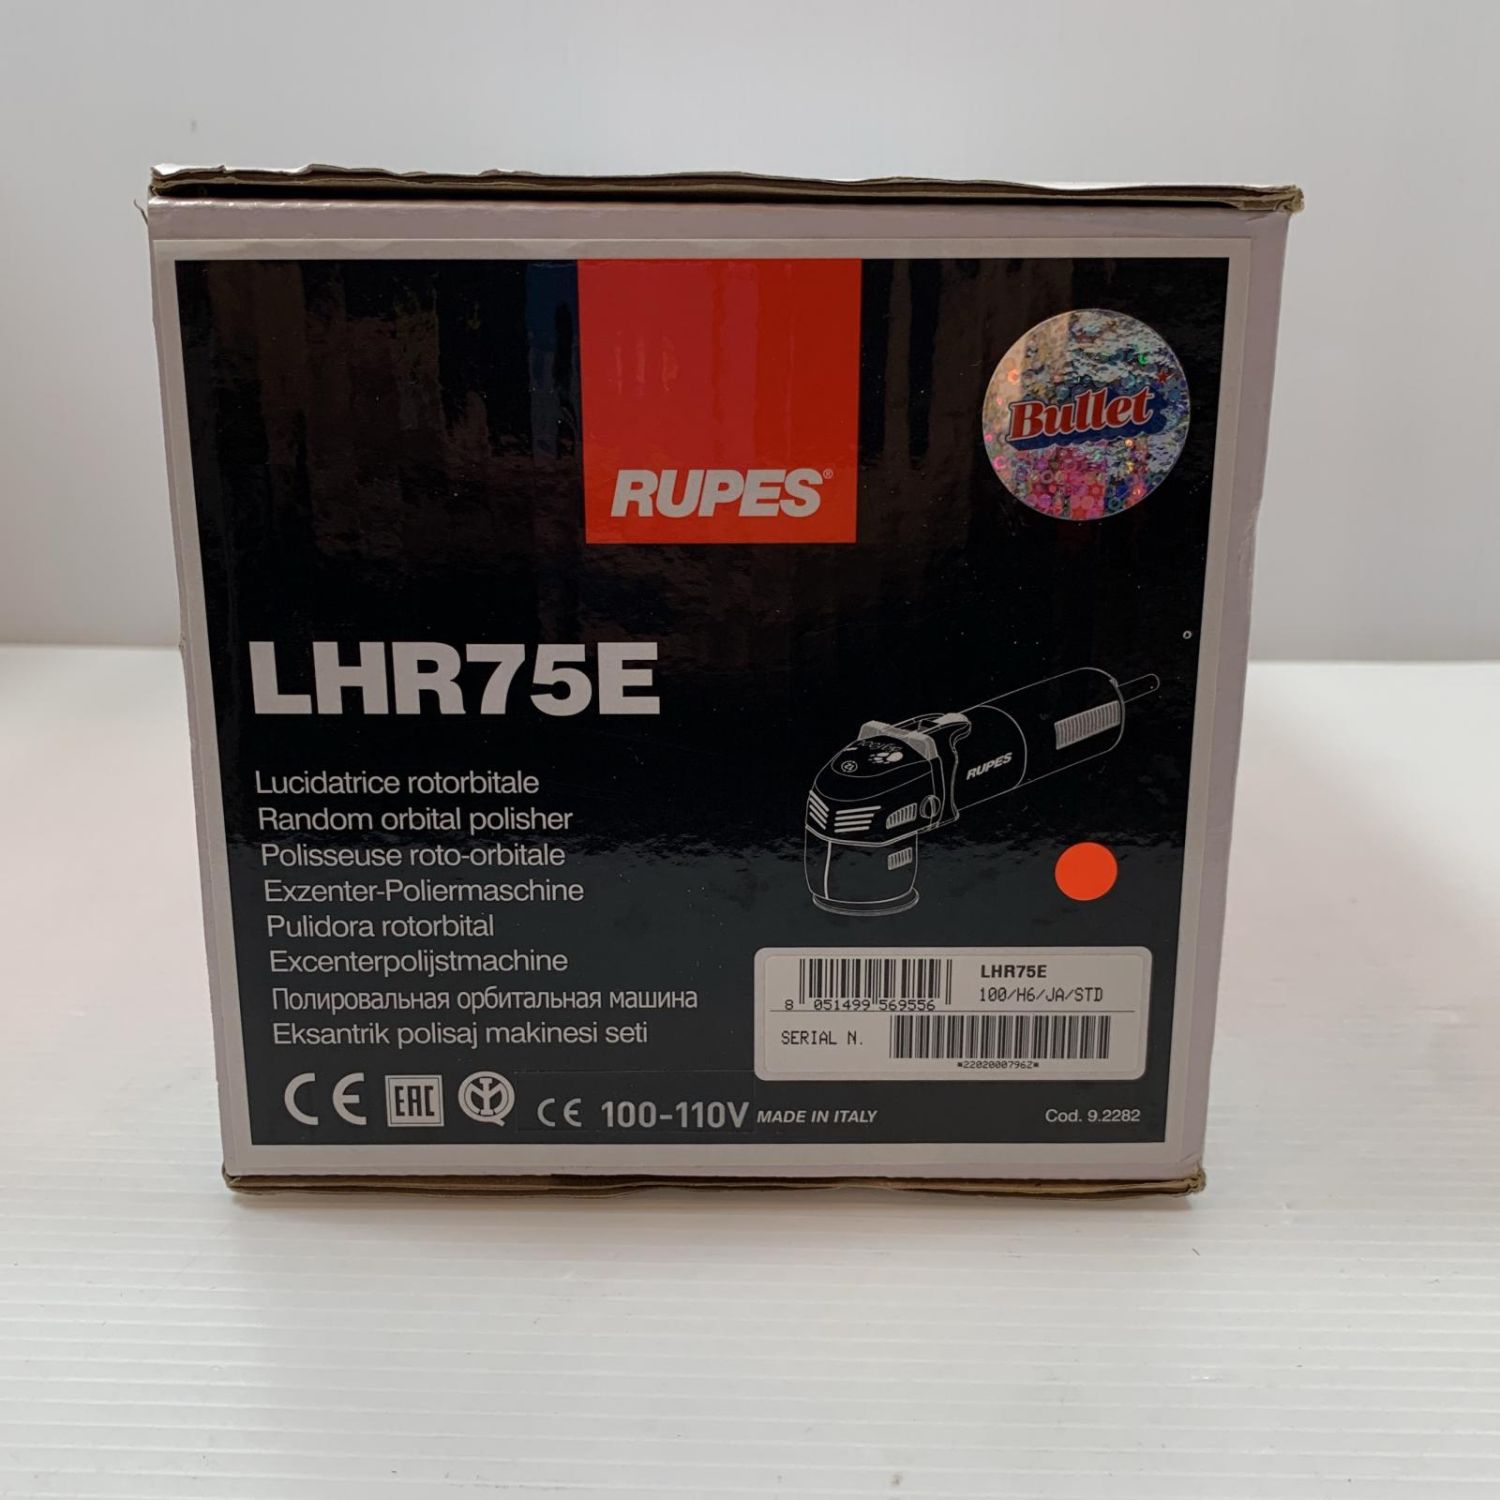 RUPES®
Bullet
LHR75E
Lucidatrice rotorbitale
Random orbital polisher
Polisseuse roto-orbitale
Exzenter-Poliermaschine
Pulidora rotorbital
Excenterpolijstmachine
Полировальная орбитальная машина
Eksantrik polisaj makinesi seti
RUPES
LHR75E
8 051499 569556
100/H6/JA/STD
SERIAL N.
*2202000796Z*
CE EAC CE 100-110V MADE IN ITALY
Cod. 9.2282